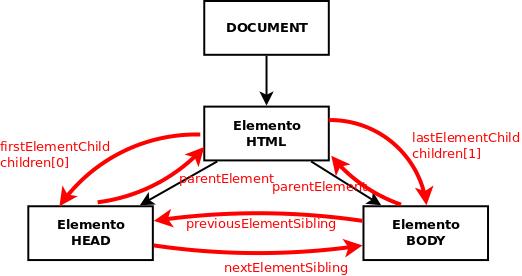 DOCUMENT
Elemento
HTML
firstElementChild
children[0]
lastElementChild
children[1]
parentElement
parentElement
Elemento
HEAD
previousElementSibling
Elemento
BODY
nextElementSibling